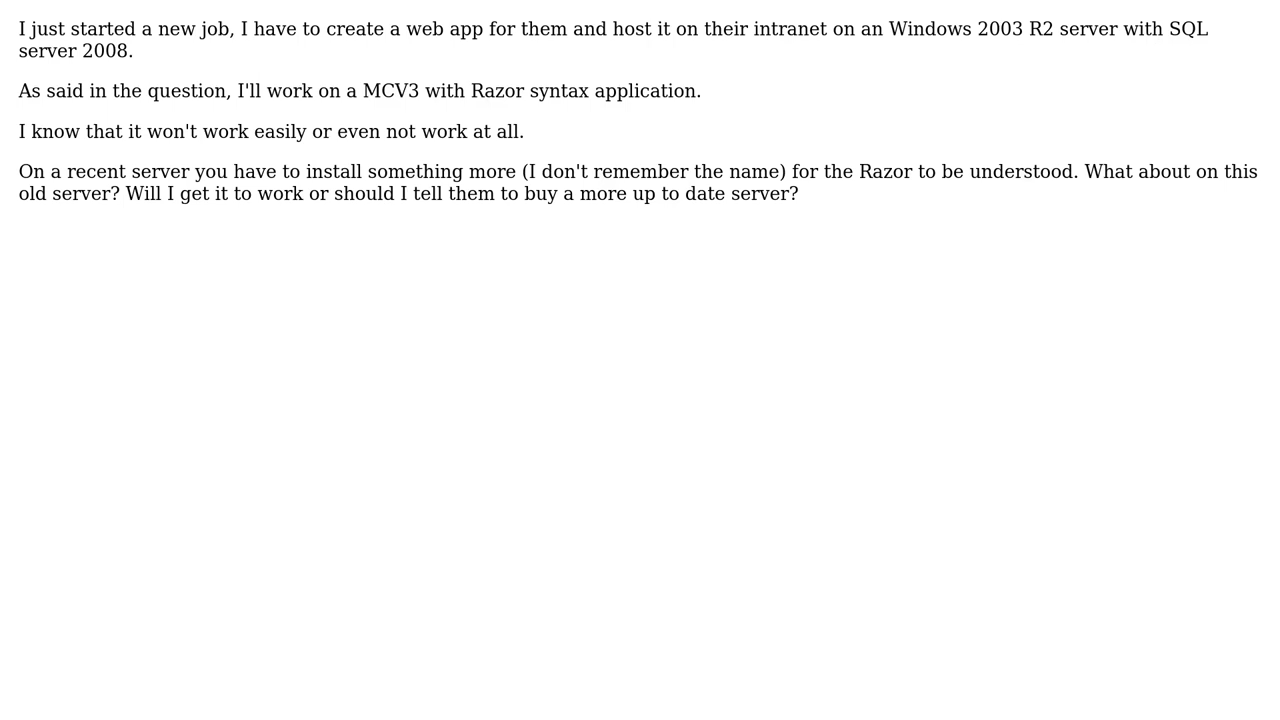 I just started a new job, I have to create a web app for them and host it on their intranet on an Windows 2003 R2 server with SQL
server 2008.
As said in the question, I'll work on a MCV3 with Razor syntax application.
I know that it won't work easily or even not work at all.
On a recent server you have to install something more (I don't remember the name) for the Razor to be understood. What about on this
old server? Will I get it to work or should I tell them to buy a more up to date server?